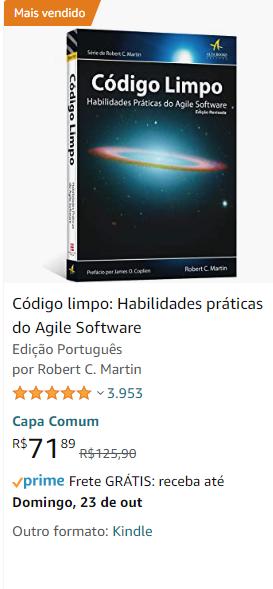 Mais vendido
Série de Robert C. Martin
ALTA BOOKS
Código Limpo
Habilidades Práticas do Agile Software
Edição Revisada
Código Limpo
Prefácio por James O. Coplien
Robert C. Martin
Código limpo: Habilidades práticas
do Agile Software
Edição Português
por Robert C. Martin
3.953
Capa Comum
R$7189 R$125,90
prime Frete GRÁTIS: receba até
Domingo, 23 de out
Outro formato: Kindle